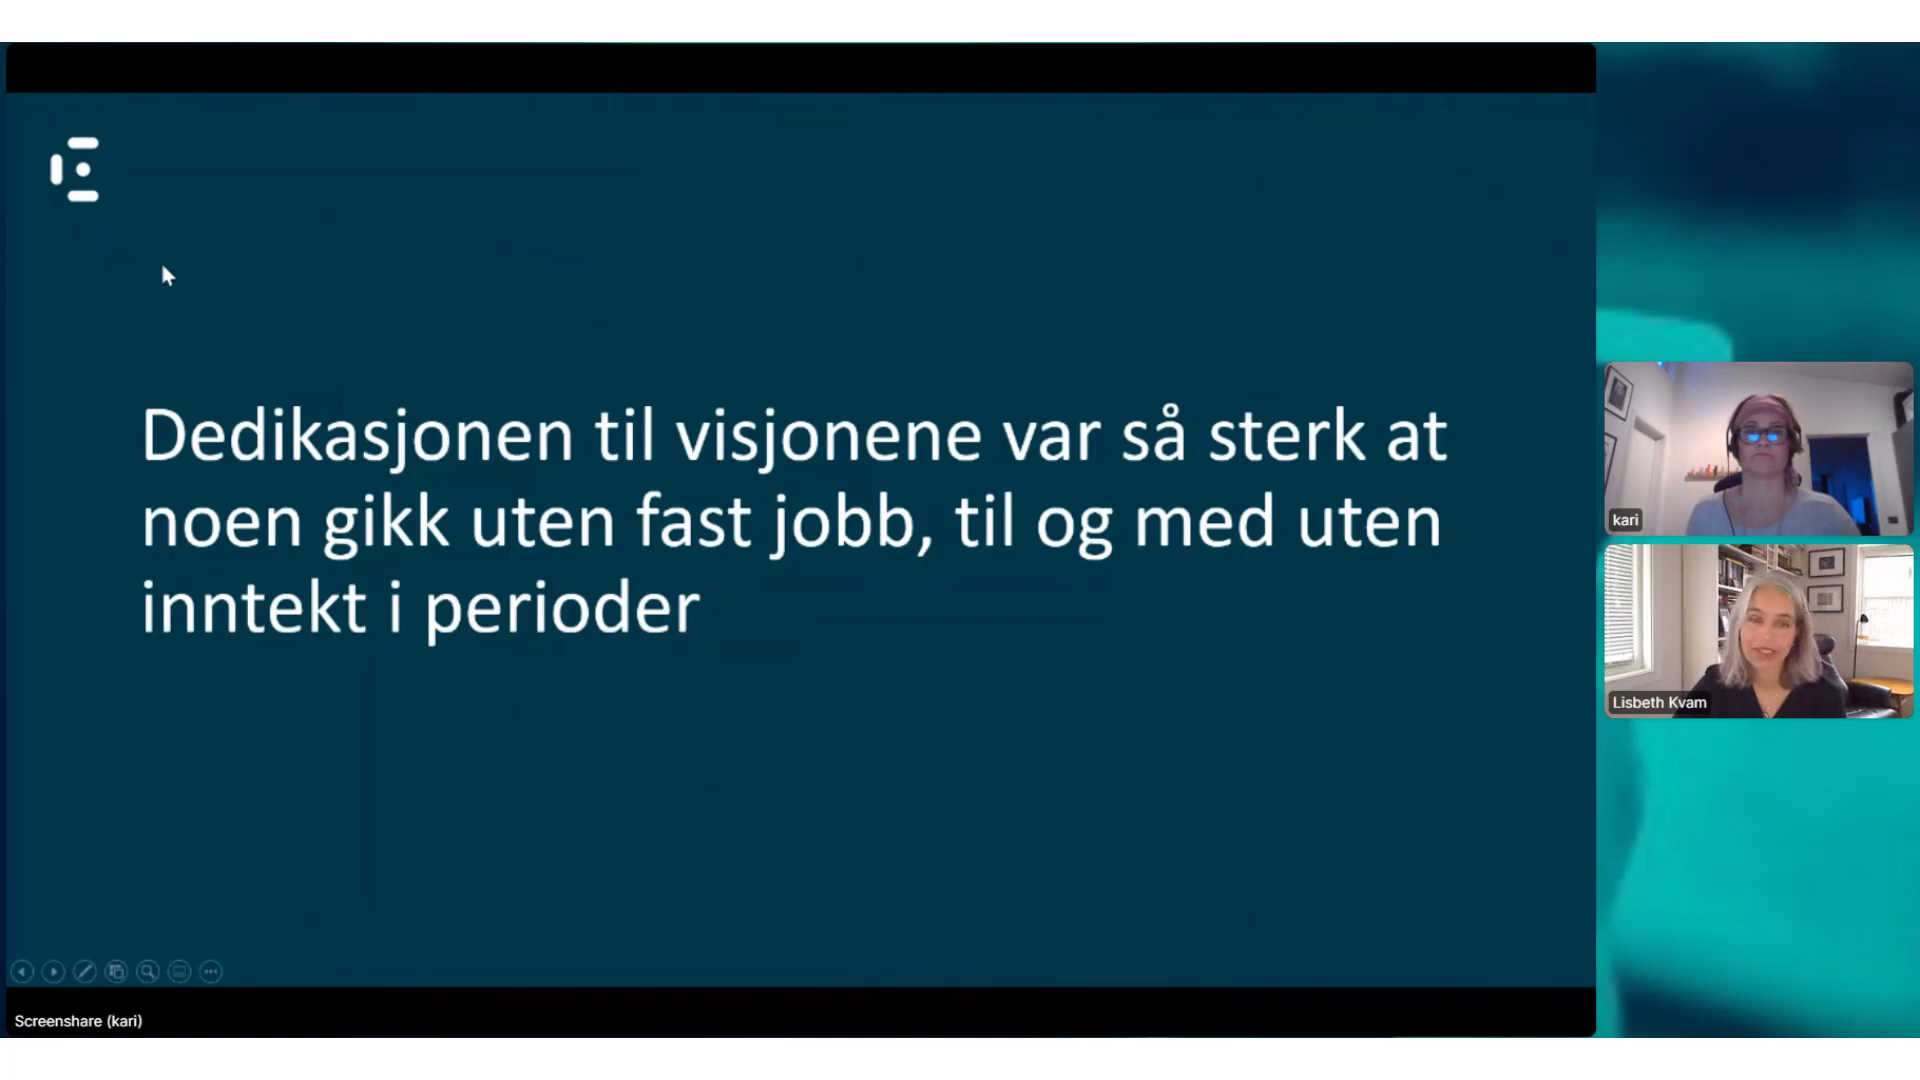 Dedikasjonen til visjonene var så sterk at
noen gikk uten fast jobb, til og med uten
inntekt i perioder
kari
Lisbeth Kvam
Screenshare (kari)